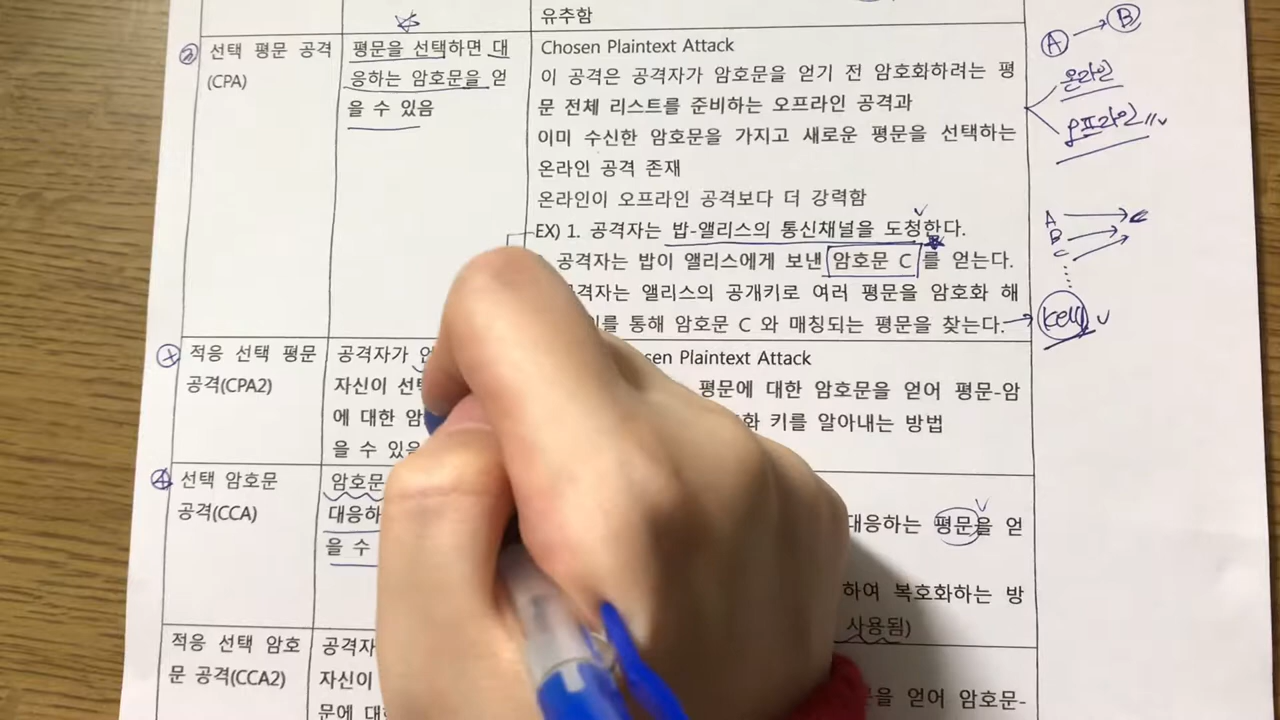 유추함
선택 평문 공격
(CPA)
평문을 선택하면 대
응하는 암호문을 얻
을 수 있음
Chosen Plaintext Attack
이 공격은 공격자가 암호문을 얻기 전 암호화하려는 평
문 전체 리스트를 준비하는 오프라인 공격과
이미 수신한 암호문을 가지고 새로운 평문을 선택하는
온라인 공격 존재
온라인이 오프라인 공격보다 더 강력함
EX) 1. 공격자는 밥-앨리스의 통신채널을 도청한다.
공격자는 밥이 앨리스에게 보낸 암호문 C 를 얻는다.
공격자는 앨리스의 공개키로 여러 평문을 암호화 해
를 통해 암호문 C 와 매칭되는 평문을 찾는다.
A → B
온라인
오프라인
A
B
C
적응 선택 평문
공격(CPA2)
공격자가
자신이 선택
에 대한 암
을 수 있음
Plaintext Attack
평문에 대한 암호문을 얻어 평문-암
키를 알아내는 방법
선택 암호문
공격(CCA)
암호문
대응하
을 수
대응하는 평문을 얻
하여 복호화하는 방
사용됨)
적응 선택 암호
문 공격(CCA2)
공격자
자신이
문에 대
을 얻어 암호문-